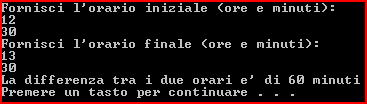 Fornisci l'orario iniziale (ore e minuti):
12
30
Fornisci l'orario finale (ore e minuti):
13
30
La differenza tra i due orari e' di 60 minuti
Premere un tasto per continuare . . .